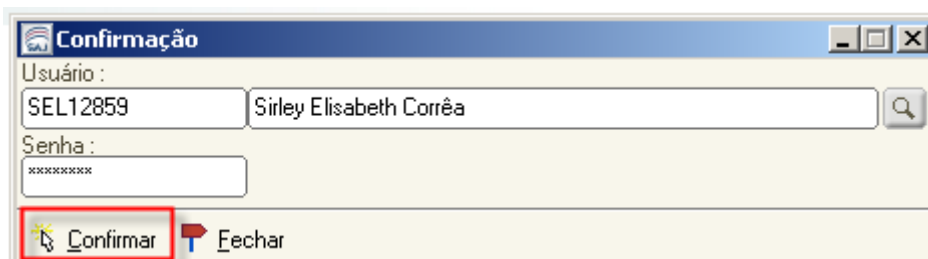 Confirmação
Usuário :
SEL12859 Sirley Elisabeth Corrêa
Senha :
********
Confirmar Fechar